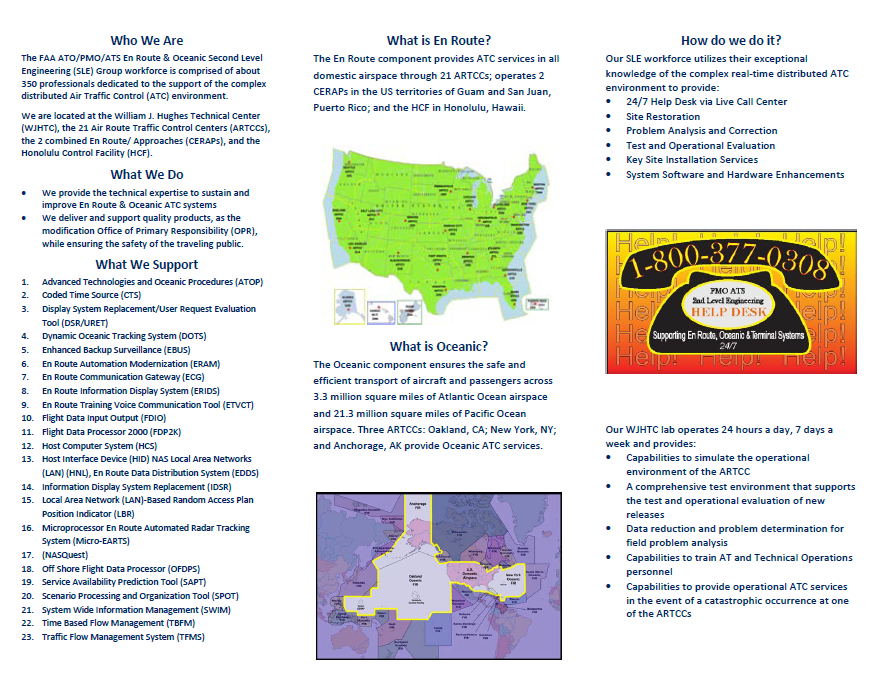 Who We Are
The FAA ATO/PMO/ATS En Route & Oceanic Second Level
Engineering (SLE) Group workforce is comprised of about
350 professionals dedicated to the support of the complex
distributed Air Traffic Control (ATC) environment.
We are located at the William J. Hughes Technical Center
(WJHTC), the 21 Air Route Traffic Control Centers (ARTCCs),
the 2 combined En Route/ Approaches (CERAPs), and the
Honolulu Control Facility (HCF).
What We Do
• We provide the technical expertise to sustain and
improve En Route & Oceanic ATC systems
• We deliver and support quality products, as the
modification Office of Primary Responsibility (OPR),
while ensuring the safety of the traveling public.
What We Support
1. Advanced Technologies and Oceanic Procedures (ATOP)
2. Coded Time Source (CTS)
3. Display System Replacement/User Request Evaluation
Tool (DSR/URET)
4. Dynamic Oceanic Tracking System (DOTS)
5. Enhanced Backup Surveillance (EBUS)
6. En Route Automation Modernization (ERAM)
7. En Route Communication Gateway (ECG)
8. En Route Information Display System (ERIDS)
9. En Route Training Voice Communication Tool (ETVCT)
10. Flight Data Input Output (FDIO)
11. Flight Data Processor 2000 (FDP2K)
12. Host Computer System (HCS)
13. Host Interface Device (HID) NAS Local Area Networks
(LAN) (HNL), En Route Data Distribution System (EDDS)
14. Information Display System Replacement (IDSR)
15. Local Area Network (LAN)-Based Random Access Plan
Position Indicator (LBR)
16. Microprocessor En Route Automated Radar Tracking
System (Micro-EARTS)
17. (NASQuest)
18. Off Shore Flight Data Processor (OFDPS)
19. Service Availability Prediction Tool (SAPT)
20. Scenario Processing and Organization Tool (SPOT)
21. System Wide Information Management (SWIM)
22. Time Based Flow Management (TBFM)
23. Traffic Flow Management System (TFMS)
What is En Route?
The En Route component provides ATC services in all
domestic airspace through 21 ARTCCs; operates 2
CERAPs in the US territories of Guam and San Juan,
Puerto Rico; and the HCF in Honolulu, Hawaii.
What is Oceanic?
The Oceanic component ensures the safe and
efficient transport of aircraft and passengers across
3.3 million square miles of Atlantic Ocean airspace
and 21.3 million square miles of Pacific Ocean
airspace. Three ARTCCs: Oakland, CA; New York, NY;
and Anchorage, AK provide Oceanic ATC services.
Anchorage
FIR
Oakland
Oceanic
FIR
U.S.
Oceanic
Airspace
New York
Oceanic
FIR
How do we do it?
Our SLE workforce utilizes their exceptional
knowledge of the complex real-time distributed ATC
environment to provide:
• 24/7 Help Desk via Live Call Center
• Site Restoration
• Problem Analysis and Correction
• Test and Operational Evaluation
• Key Site Installation Services
• System Software and Hardware Enhancements
Help! Help! Help! Help!
1-800-377-0308
PMO ATS
2nd Level Engineering
HELP DESK
Supporting En Route, Oceanic & Terminal Systems
24/7
Our WJHTC lab operates 24 hours a day, 7 days a
week and provides:
• Capabilities to simulate the operational
environment of the ARTCC
• A comprehensive test environment that supports
the test and operational evaluation of new
releases
• Data reduction and problem determination for
field problem analysis
• Capabilities to train AT and Technical Operations
personnel
• Capabilities to provide operational ATC services
in the event of a catastrophic occurrence at one
of the ARTCCs